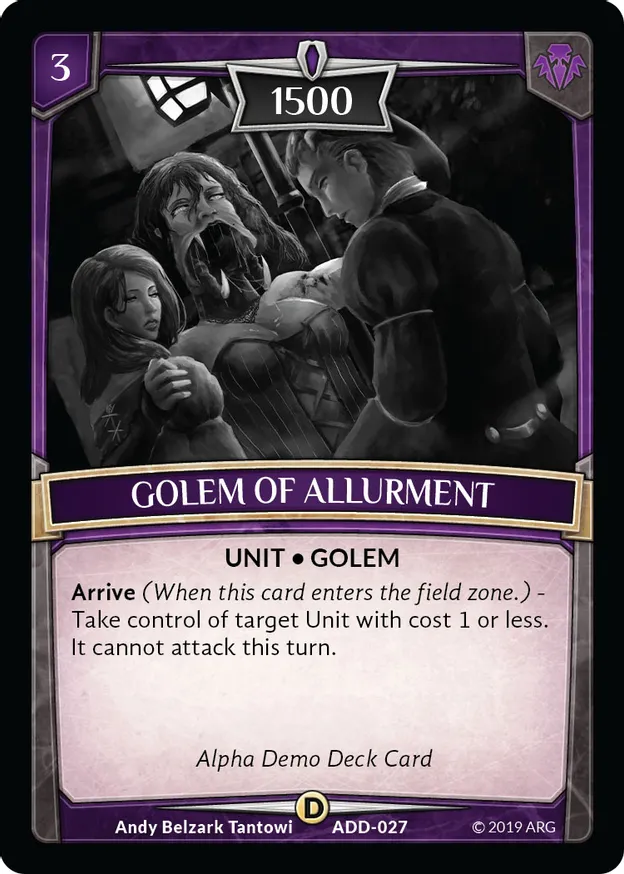 3
1500
GOLEM OF ALLURMENT
UNIT • GOLEM
Arrive (When this card enters the field zone.) -
Take control of target Unit with cost 1 or less.
It cannot attack this turn.
Alpha Demo Deck Card
D
Andy Belzark Tantowi ADD-027 © 2019 ARG